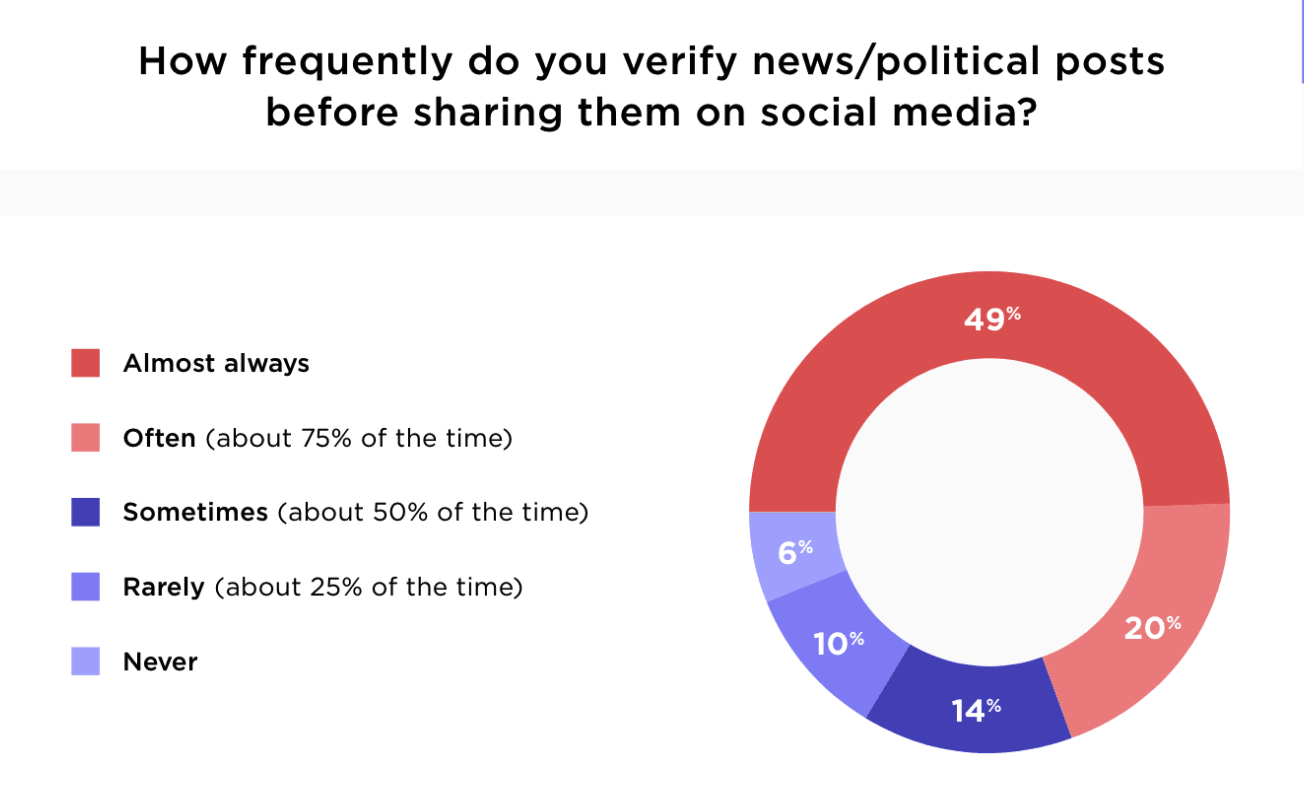 How frequently do you verify news/political posts
before sharing them on social media?
Almost always
Often (about 75% of the time)
Sometimes (about 50% of the time)
Rarely (about 25% of the time)
Never
49%
20%
14%
10%
6%